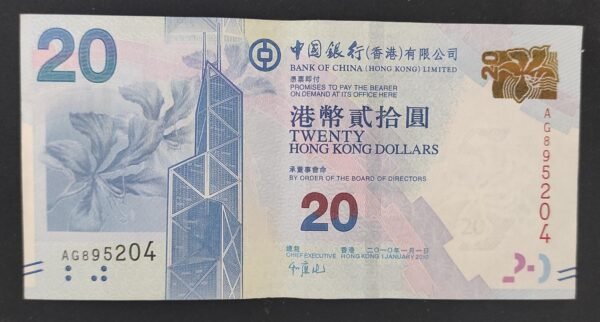 20
中國銀行(香港)有限公司
BANK OF CHINA (HONG KONG) LIMITED
憑票即付
PROMISES TO PAY THE BEARER
ON DEMAND AT ITS OFFICE HERE
港幣貳拾圓
TWENTY
HONG KONG DOLLARS
承董事會命
BY ORDER OF THE BOARD OF DIRECTORS
20
總裁 香港 二〇一〇年一月一日
CHIEF EXECUTIVE HONG KONG 1 JANUARY 2010
AG895204
20
AG895204
20